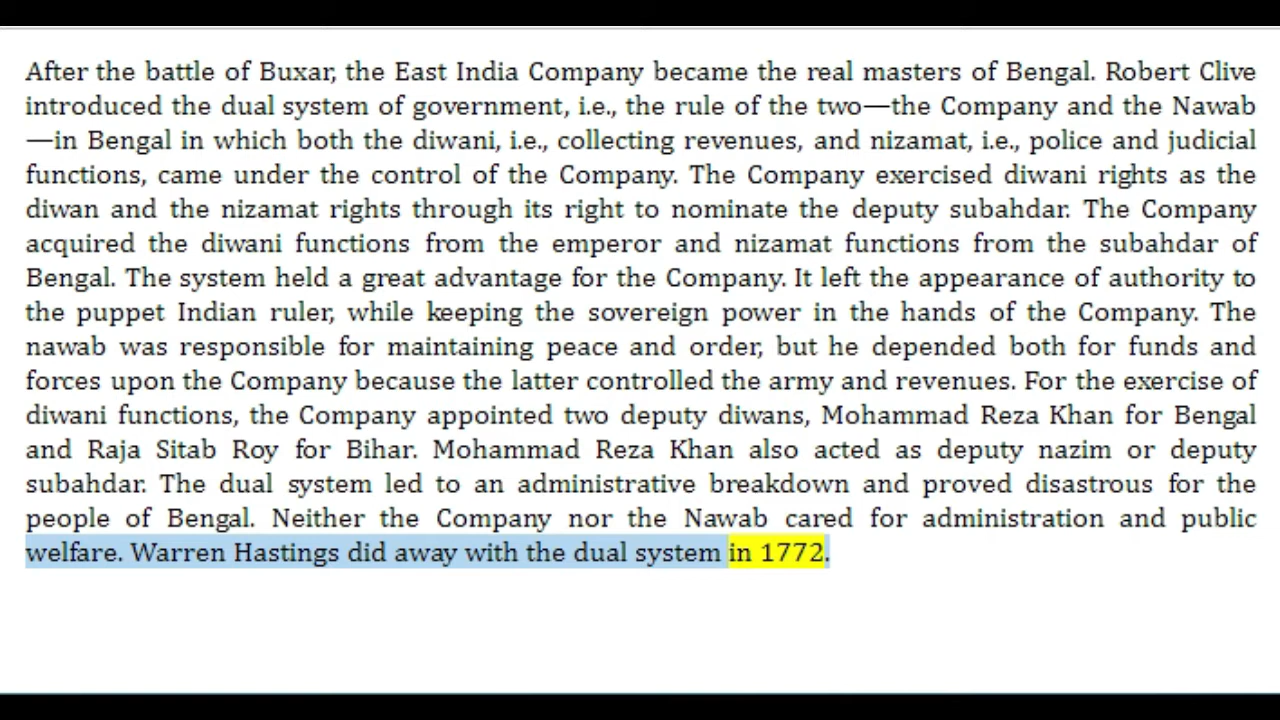 After the battle of Buxar, the East India Company became the real masters of Bengal. Robert Clive
introduced the dual system of government, i.e., the rule of the two—the Company and the Nawab
—in Bengal in which both the diwani, i.e., collecting revenues, and nizamat, i.e., police and judicial
functions, came under the control of the Company. The Company exercised diwani rights as the
diwan and the nizamat rights through its right to nominate the deputy subahdar. The Company
acquired the diwani functions from the emperor and nizamat functions from the subahdar of
Bengal. The system held a great advantage for the Company. It left the appearance of authority to
the puppet Indian ruler, while keeping the sovereign power in the hands of the Company. The
nawab was responsible for maintaining peace and order, but he depended both for funds and
forces upon the Company because the latter controlled the army and revenues. For the exercise of
diwani functions, the Company appointed two deputy diwans, Mohammad Reza Khan for Bengal
and Raja Sitab Roy for Bihar. Mohammad Reza Khan also acted as deputy nazim or deputy
subahdar. The dual system led to an administrative breakdown and proved disastrous for the
people of Bengal. Neither the Company nor the Nawab cared for administration and public
welfare. Warren Hastings did away with the dual system in 1772.